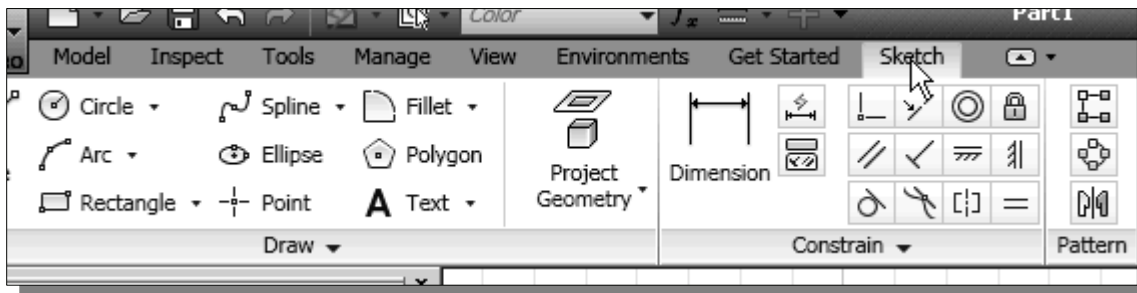 Color Part1
Model Inspect Tools Manage View Environments Get Started Sketch
Circle Spline Fillet
Arc Ellipse Polygon
Rectangle Point A Text
Project Geometry
Dimension
Draw Constrain Pattern